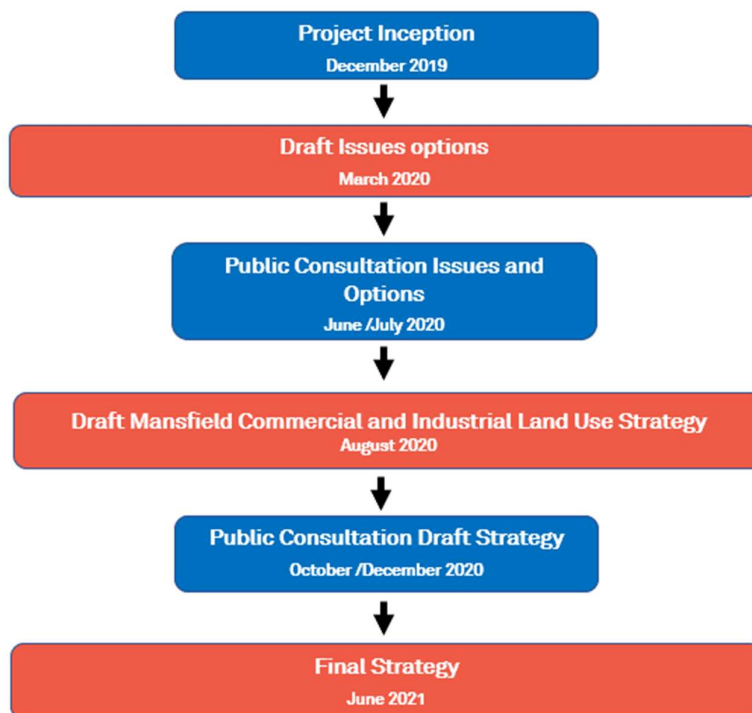 Project Inception
December 2019
Draft Issues options
March 2020
Public Consultation Issues and
Options
June /July 2020
Draft Mansfield Commercial and Industrial Land Use Strategy
August 2020
Public Consultation Draft Strategy
October /December 2020
Final Strategy
June 2021